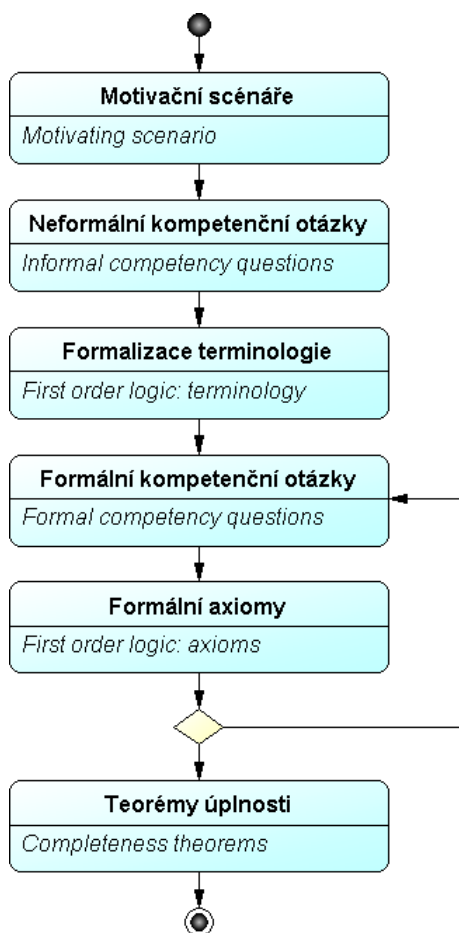 Motivační scénáře
Motivating scenario
Neformální kompetenční otázky
Informal competency questions
Formalizace terminologie
First order logic: terminology
Formální kompetenční otázky
Formal competency questions
Formální axiomy
First order logic: axioms
Teorémy úplnosti
Completeness theorems